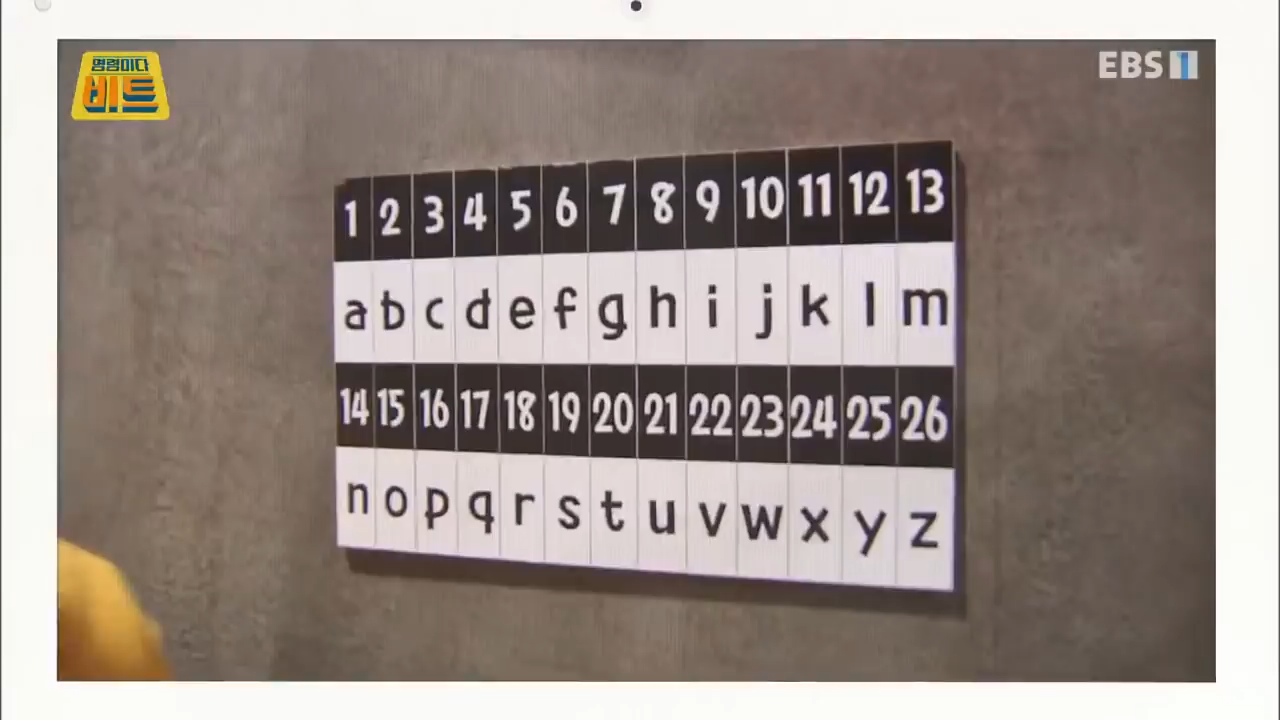 명령이다
비트
EBS 1
1 2 3 4 5 6 7 8 9 10 11 12 13
a b c d e f g h i j k l m
14 15 16 17 18 19 20 21 22 23 24 25 26
n o p q r s t u v w x y z